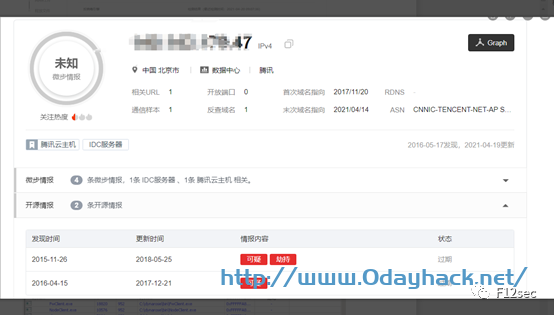 未知
微步情报
关注热度
47 IPv4
Graph
中国 北京市 数据中心 腾讯
相关URL 1 开放端口 0 首次域名指向 2017/11/20 RDNS -
通信样本 1 反查域名 1 末次域名指向 2021/04/14 ASN CNNIC-TENCENT-NET-AP S...
腾讯云主机 IDC服务器
2016-05-17发现，2021-04-19更新
微步情报 4 条微步情报，1条 IDC服务器，1条 腾讯云主机 相关。
开源情报 2 条开源情报
发现时间 更新时间 情报内容 状态
2015-11-26 2018-05-25 可疑 劫持 过期
2016-04-15 2017-12-21 可疑 过期
http://www.0dayhack.net/
F12sec